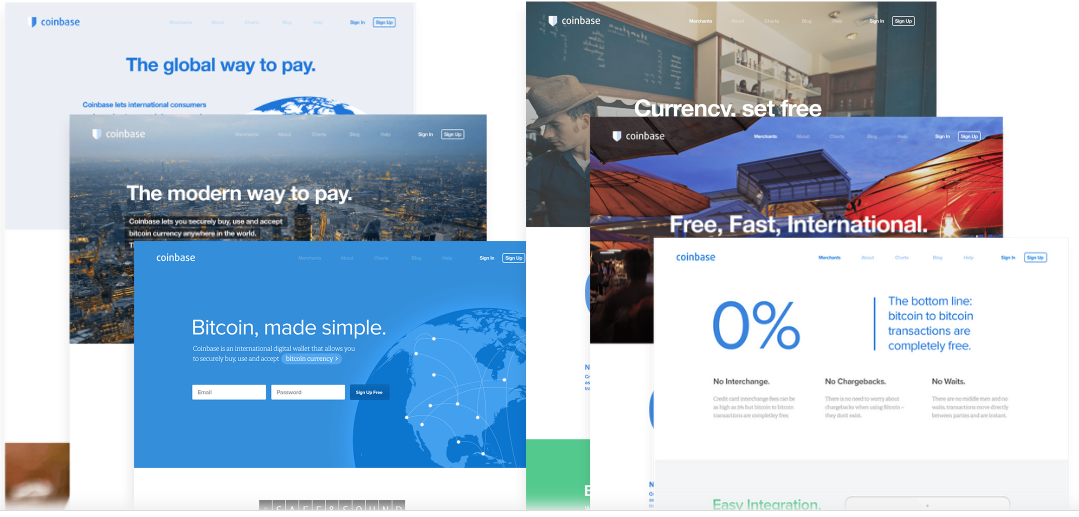 coinbase
Merchants About Charts Blog Help Sign In Sign Up
The global way to pay.
Coinbase lets international consumers
coinbase
Merchants About Charts Blog Help Sign In Sign Up
The modern way to pay.
Coinbase lets you securely buy, use and accept
bitcoin currency anywhere in the world.
coinbase
Merchants About Charts Blog Help Sign In Sign Up
Bitcoin, made simple.
Coinbase is an international digital wallet that allows you
to securely buy, use and accept bitcoin currency >
Email Password Sign Up Free
SAFE&SOUND
coinbase
Merchants About Charts Blog Help Sign In Sign Up
Currency, set free
coinbase
Merchants About Charts Blog Help Sign In Sign Up
Free, Fast, International.
coinbase
Merchants About Charts Blog Help Sign In Sign Up
0%
The bottom line:
bitcoin to bitcoin
transactions are
completely free.
No Interchange.
Credit card interchange fees can be
as high as 5% but bitcoin to bitcoin
transactions are completley free.
No Chargebacks.
There is no need to worry about
chargebacks when using Bitcoin –
they dont exist.
No Waits.
There are no middle men and no
waits, transactions move directly
between parties and are instant.
Easy Integration.